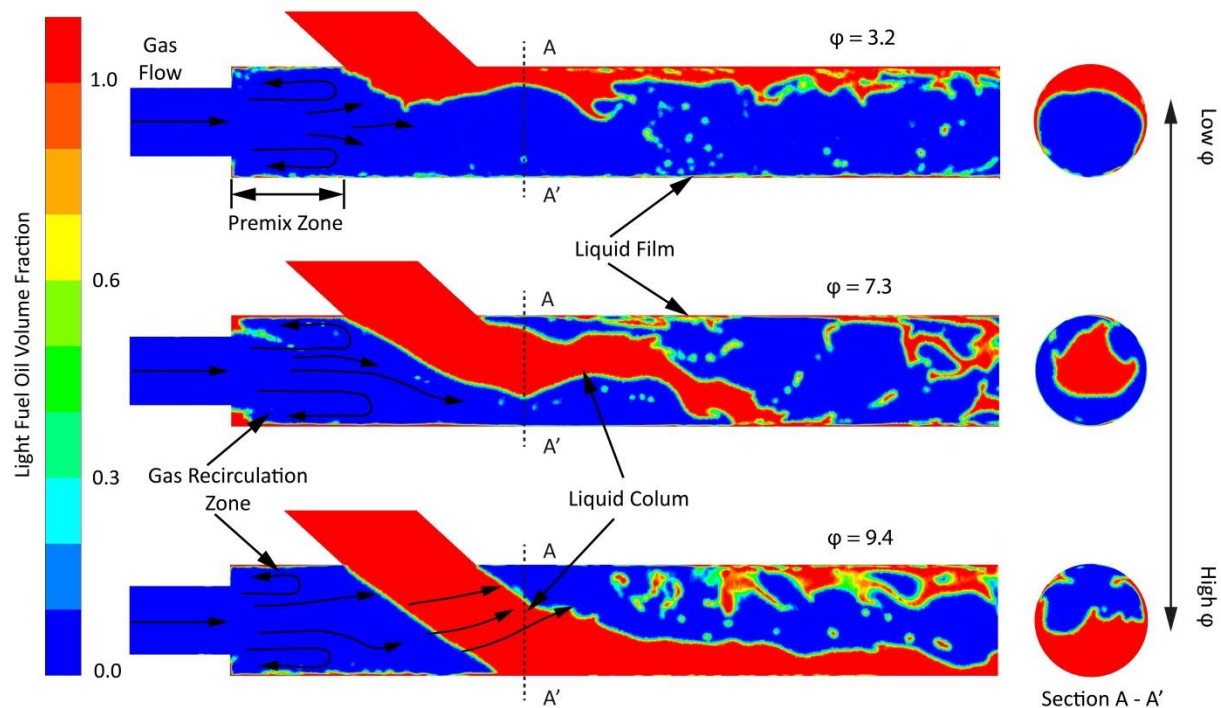 Gas
Flow
A
φ = 3.2
1.0
Low φ
A'
Premix Zone
Liquid Film
0.6
A
φ = 7.3
Light Fuel Oil Volume Fraction
A'
0.3
Gas Recirculation
Zone
Liquid Colum
A
φ = 9.4
High φ
0.0
A'
Section A - A'